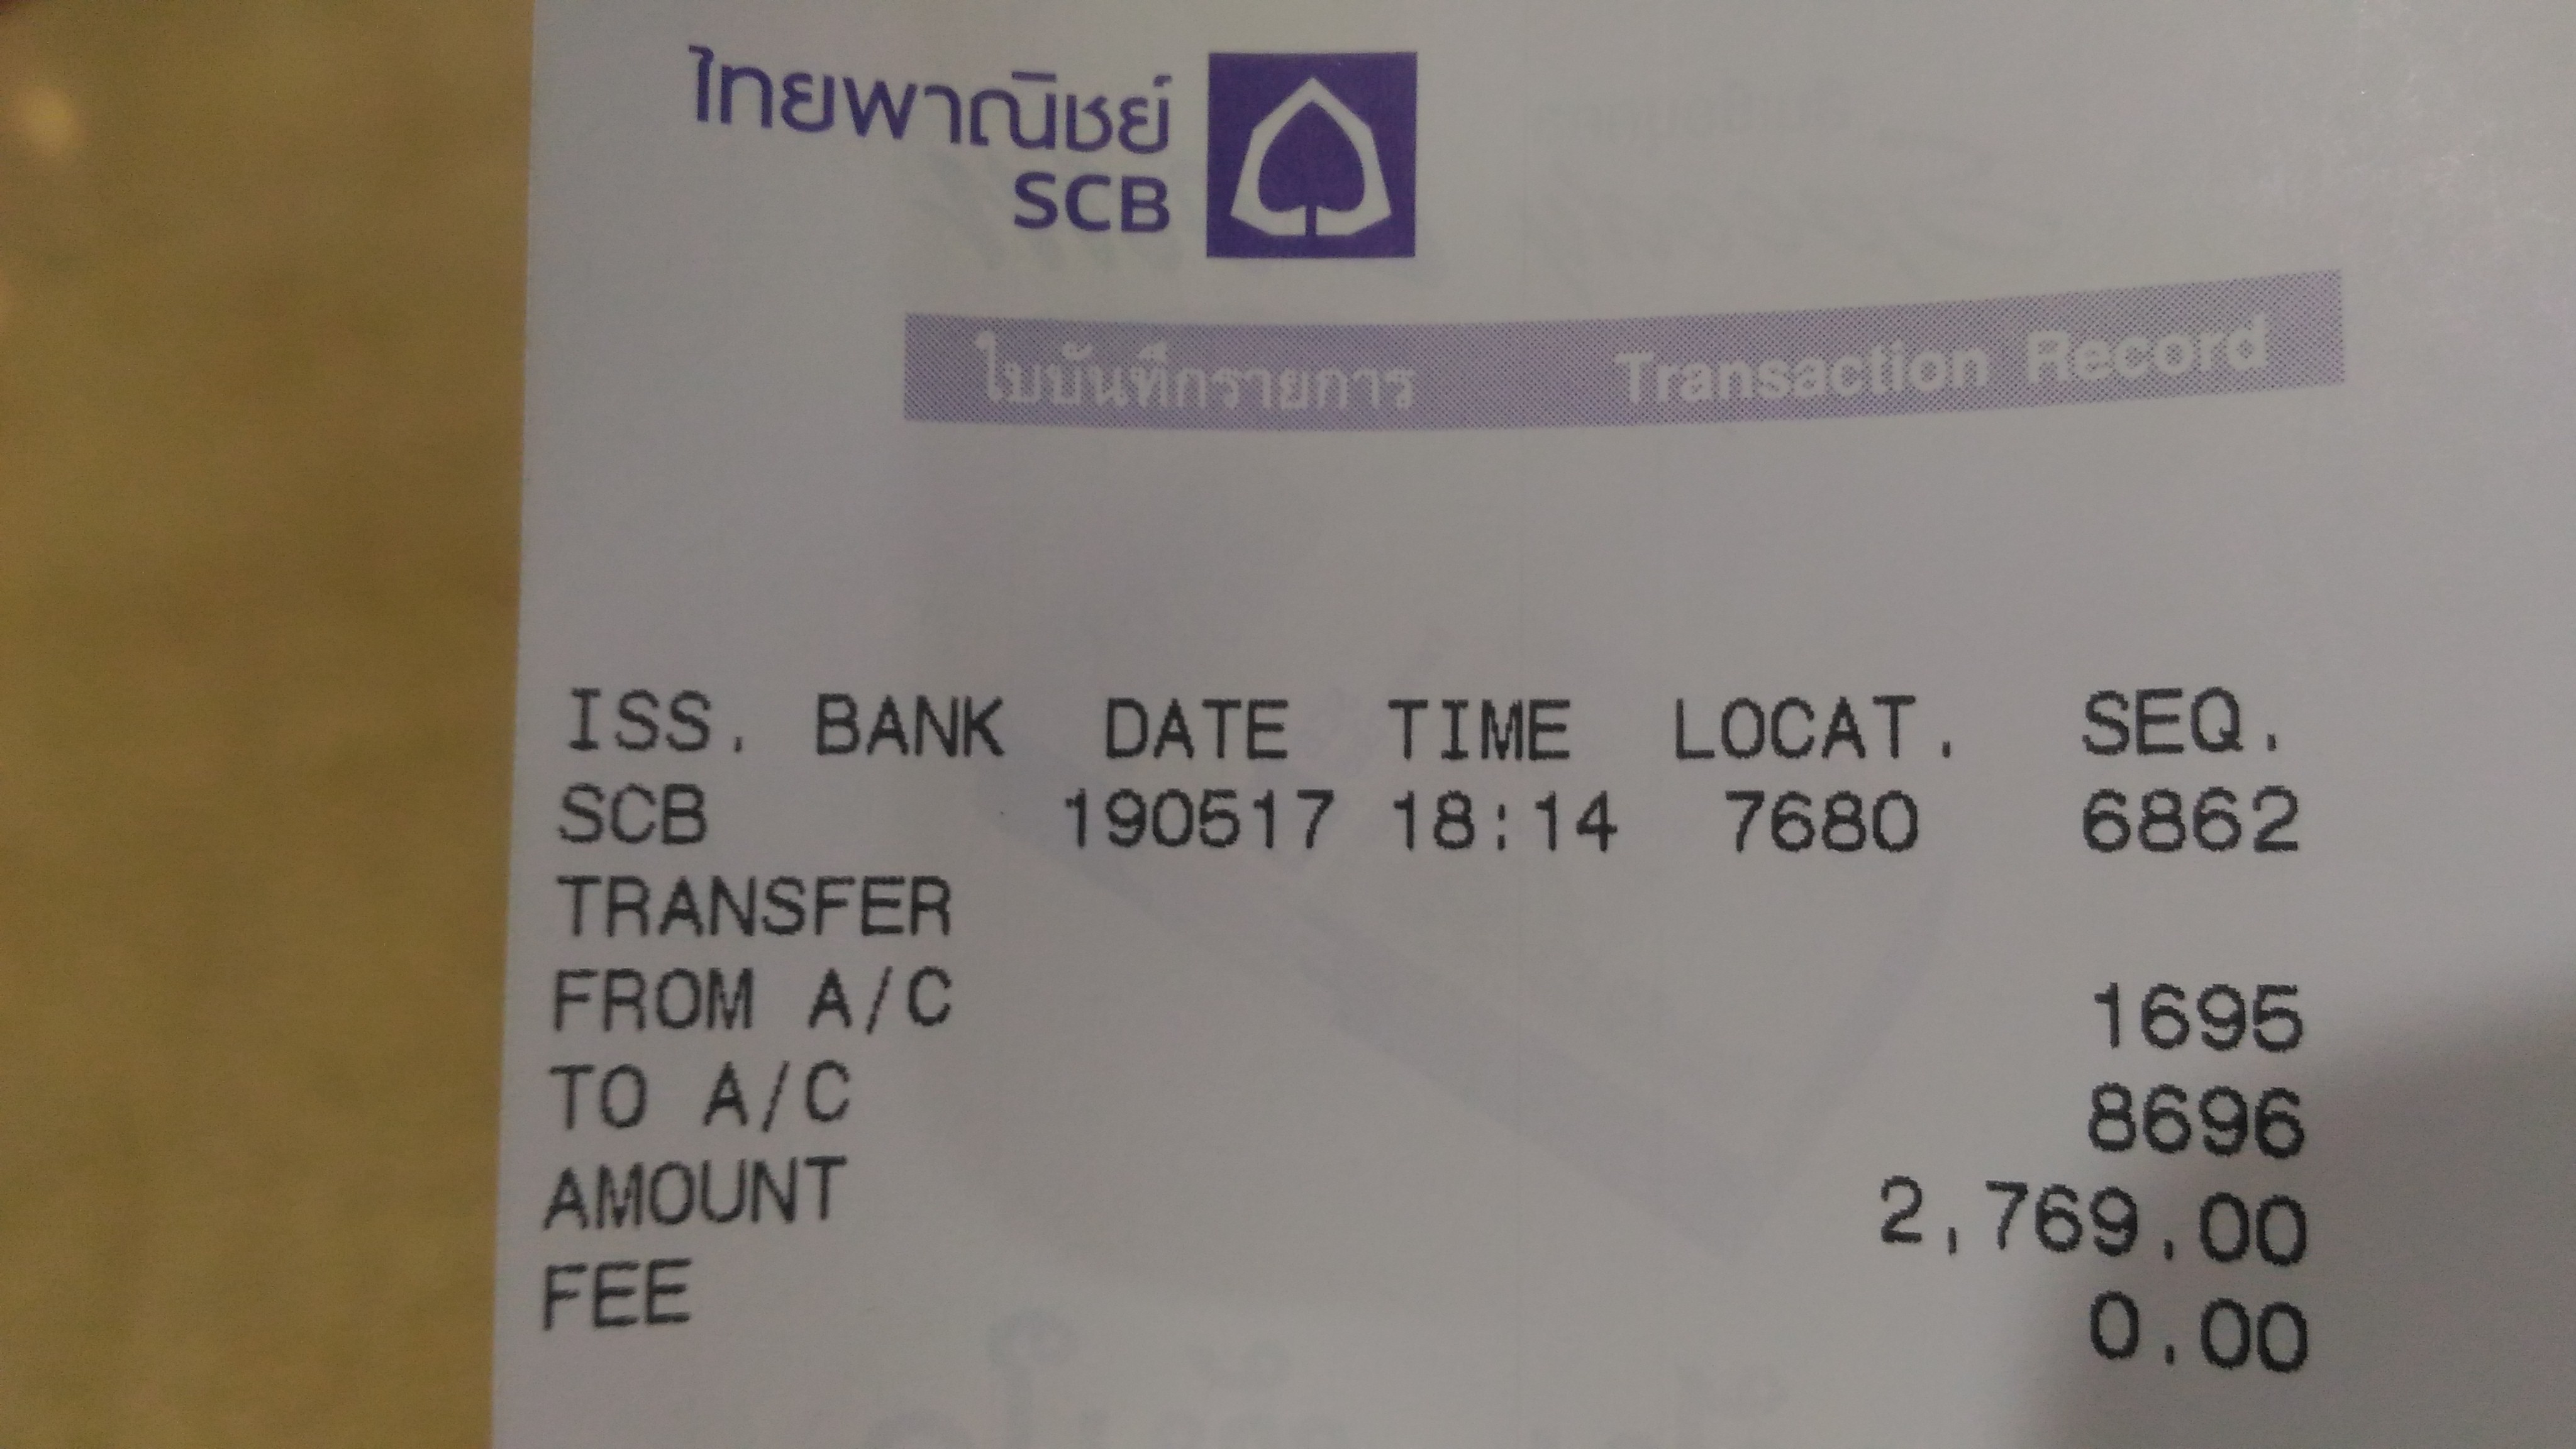 ไทยพาณิชย์
SCB
ใบบันทึกรายการ Transaction Record
ISS. BANK DATE TIME LOCAT. SEQ.
SCB 190517 18:14 7680 6862
TRANSFER
FROM A/C 1695
TO A/C 8696
AMOUNT 2,769.00
FEE 0.00